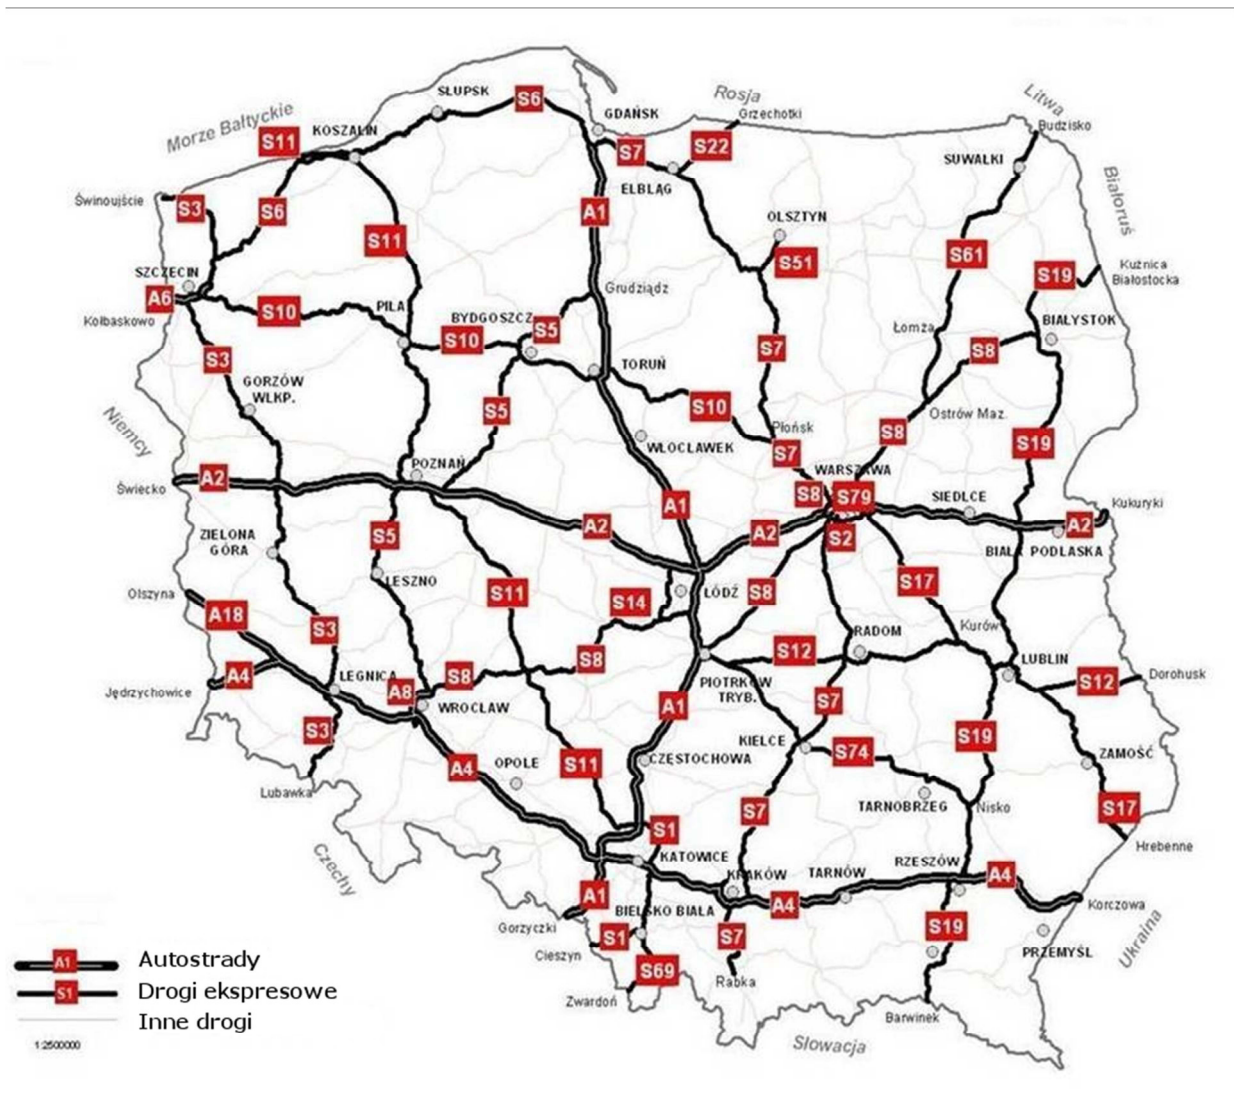 Rosja
Litwa
SŁUPSK
S6
GDAŃSK
Grzechotki
Morze Bałtyckie
S11
KOSZALIN
Budzisko
S7
S22
SUWAŁKI
ELBLĄG
Białoruś
Świnoujście
S3
S6
A1
OLSZTYN
S11
S61
S51
SZCZECIN
S19
Kuźnica
Białostocka
A6
Grudziądz
Kołbaskowo
S10
PIŁA
BYDGOSZCZ
S5
Łomża
BIAŁYSTOK
S10
S7
S8
S3
TORUŃ
GORZÓW
WLKP.
S5
S10
Ostrów Maz.
Niemcy
Płońsk
S8
WŁOCŁAWEK
S7
S19
POZNAŃ
WARSZAWA
Świecko
A2
S8
S79
SIEDLCE
Kukuryki
A1
A2
A2
A2
ZIELONA
GÓRA
S5
S2
BIAŁA PODLASKA
LESZNO
S11
S17
Olszyna
S14
ŁÓDŹ
S8
A18
S3
Kurów
RADOM
S12
S8
LUBLIN
A4
LEGNICA
S8
PIOTRKÓW
TRYB.
S12
Dorohusk
Jędrzychowice
A8
WROCŁAW
A1
S7
S3
KIELCE
S74
S19
ZAMOŚĆ
A4
OPOLE
S11
CZĘSTOCHOWA
Lubawka
TARNOBRZEG
Nisko
S17
S7
S1
Hrebenne
Czechy
KATOWICE
KRAKÓW
TARNÓW
RZESZÓW
A4
A1
A4
Korczowa
BIELSKO BIAŁA
Gorzyczki
S1
S7
S19
Ukraina
Cieszyn
PRZEMYŚL
S69
Rabka
Zwardoń
Barwinek
Słowacja
A1
Autostrady
S1
Drogi ekspresowe
Inne drogi
1:2500000